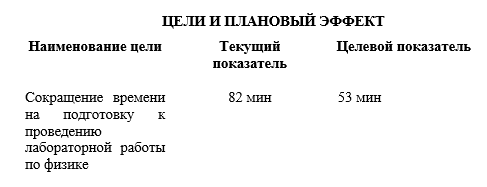 ЦЕЛИ И ПЛАНОВЫЙ ЭФФЕКТ
Наименование цели Текущий Целевой показатель
показатель
Сокращение времени 82 мин 53 мин
на подготовку к
проведению
лабораторной работы
по физике